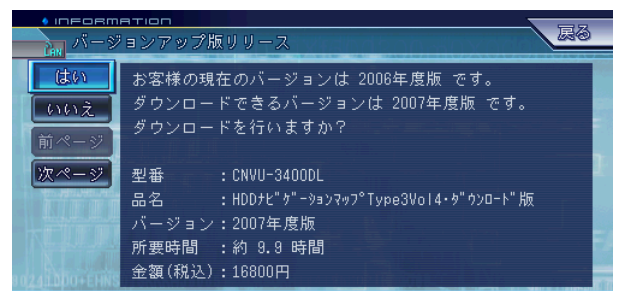 INFORMATION
LAN バージョンアップ版リリース
戻る
はい
いいえ
前ページ
次ページ
お客様の現在のバージョンは 2006年度版 です。
ダウンロードできるバージョンは 2007年度版 です。
ダウンロードを行いますか?
型番 :CNVU-3400DL
品名 :HDDナビゲーションマップType3Vol4・ダウンロード版
バージョン:2007年度版
所要時間 :約 9.9 時間
金額(税込):16800円